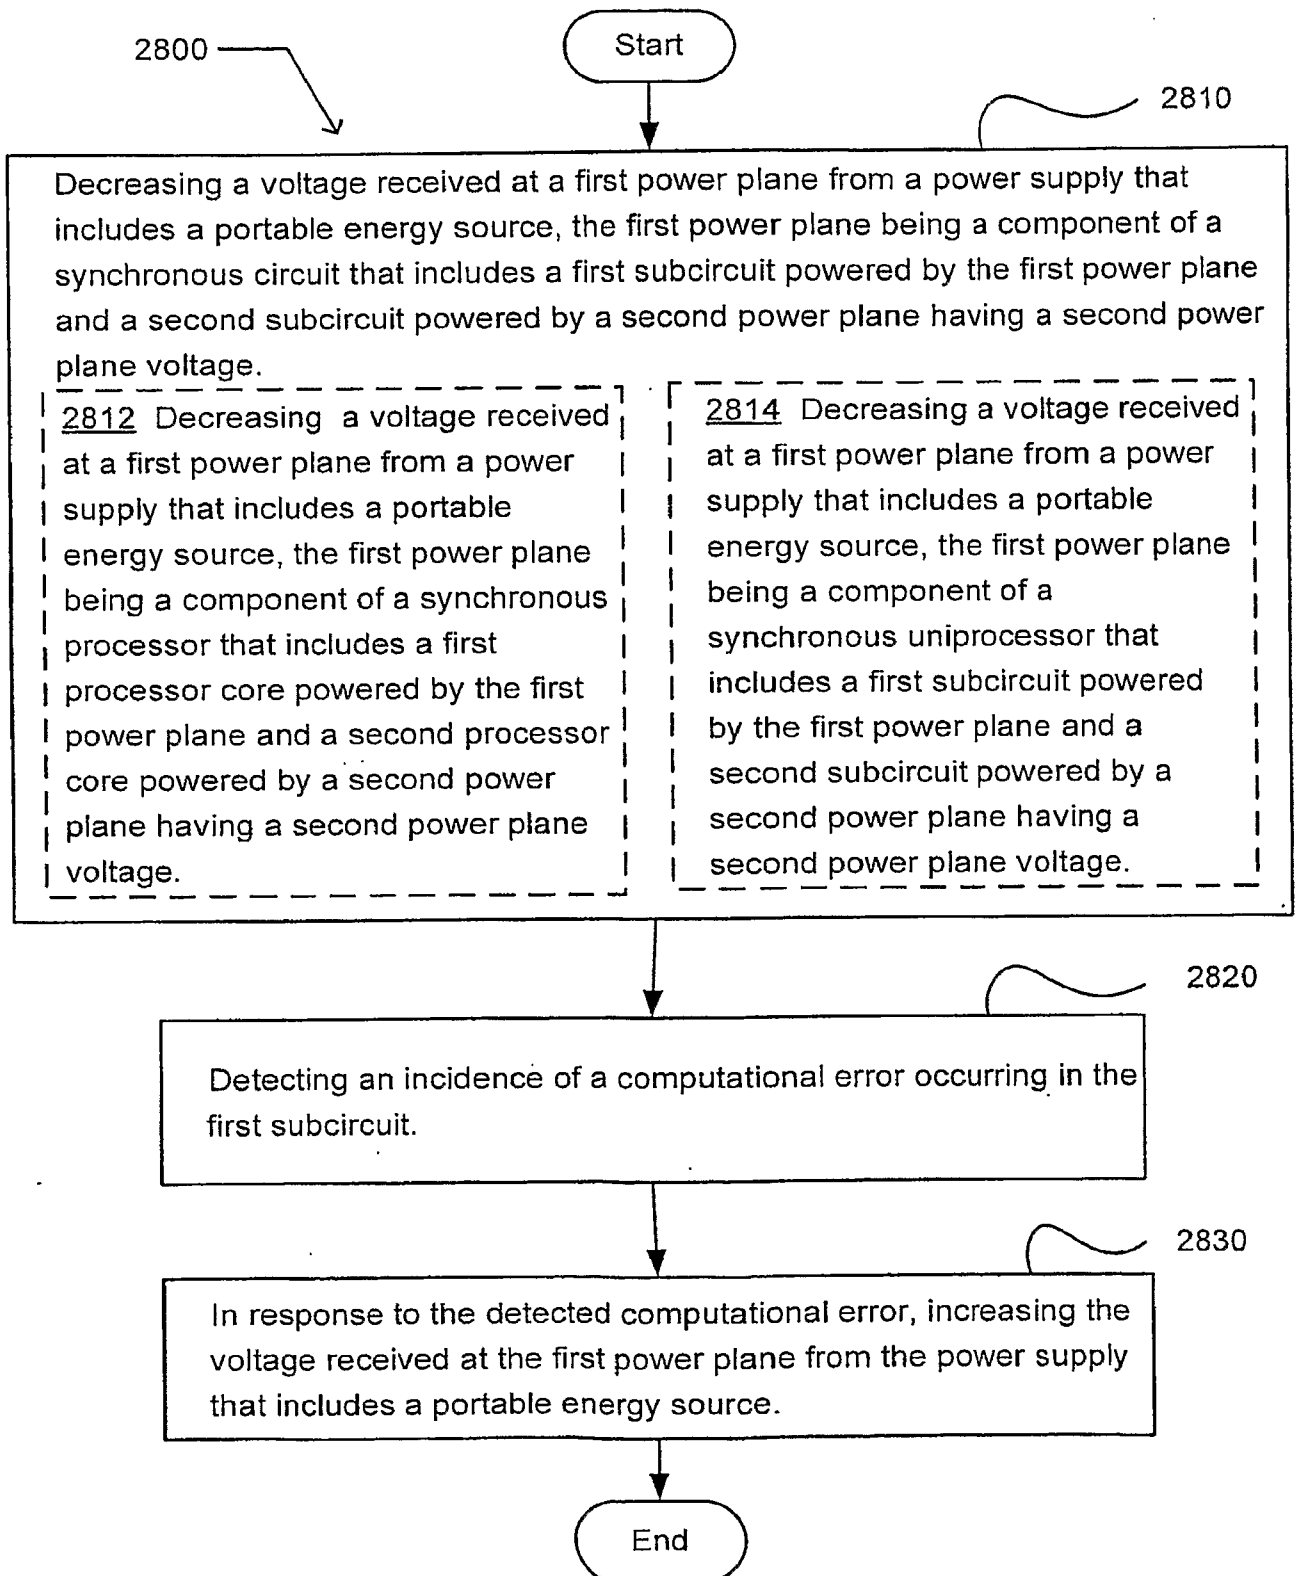 Start
2800
2810
Decreasing a voltage received at a first power plane from a power supply that
includes a portable energy source, the first power plane being a component of a
synchronous circuit that includes a first subcircuit powered by the first power plane
and a second subcircuit powered by a second power plane having a second power
plane voltage.
2812 Decreasing a voltage received
at a first power plane from a power
supply that includes a portable
energy source, the first power plane
being a component of a synchronous
processor that includes a first
processor core powered by the first
power plane and a second processor
core powered by a second power
plane having a second power plane
voltage.
2814 Decreasing a voltage received
at a first power plane from a power
supply that includes a portable
energy source, the first power plane
being a component of a
synchronous uniprocessor that
includes a first subcircuit powered
by the first power plane and a
second subcircuit powered by a
second power plane having a
second power plane voltage.
2820
Detecting an incidence of a computational error occurring in the
first subcircuit.
2830
In response to the detected computational error, increasing the
voltage received at the first power plane from the power supply
that includes a portable energy source.
End